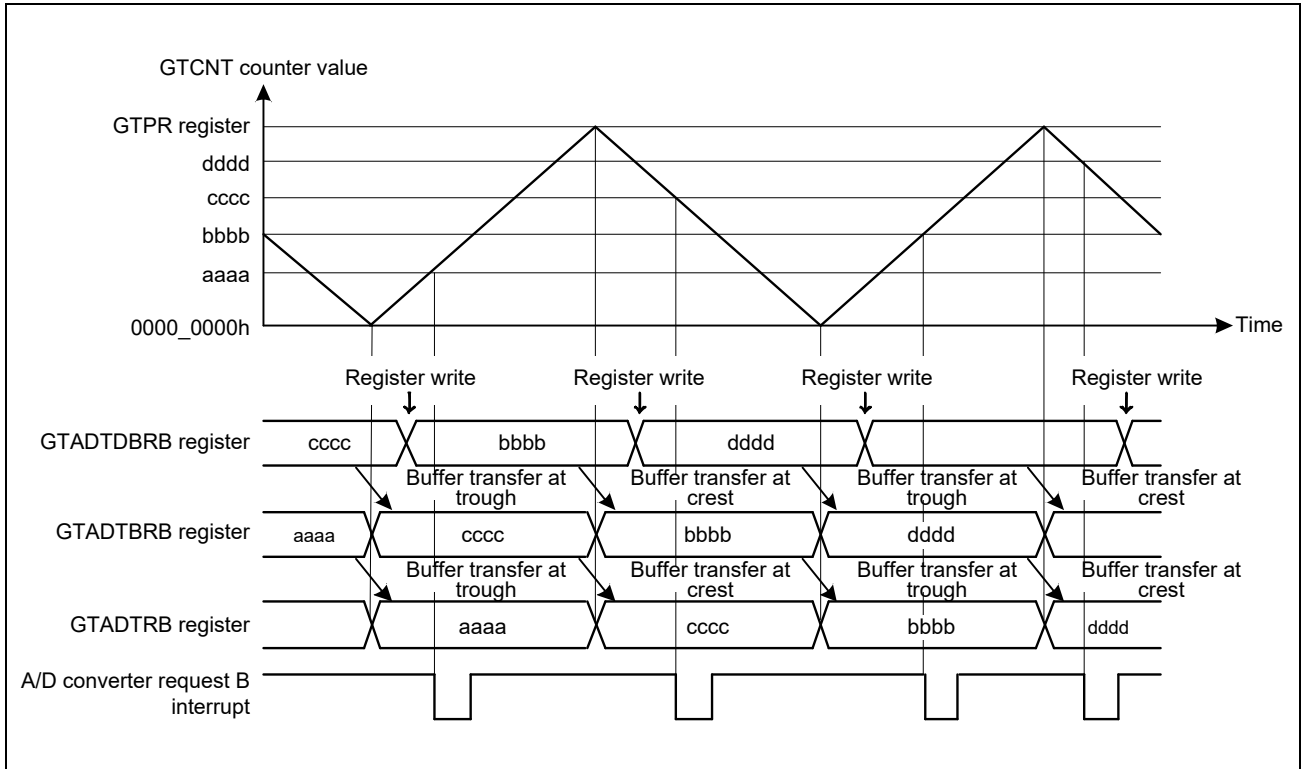 GTCNT counter value
GTPR register
dddd
cccc
bbbb
aaaa
0000_0000h
Time
Register write
Register write
Register write
Register write
GTADTDBRB register
cccc
bbbb
dddd
Buffer transfer at
trough
Buffer transfer at
crest
Buffer transfer at
trough
Buffer transfer at
crest
GTADTBRB register
aaaa
cccc
bbbb
dddd
Buffer transfer at
trough
Buffer transfer at
crest
Buffer transfer at
trough
Buffer transfer at
crest
GTADTRB register
aaaa
cccc
bbbb
dddd
A/D converter request B
interrupt